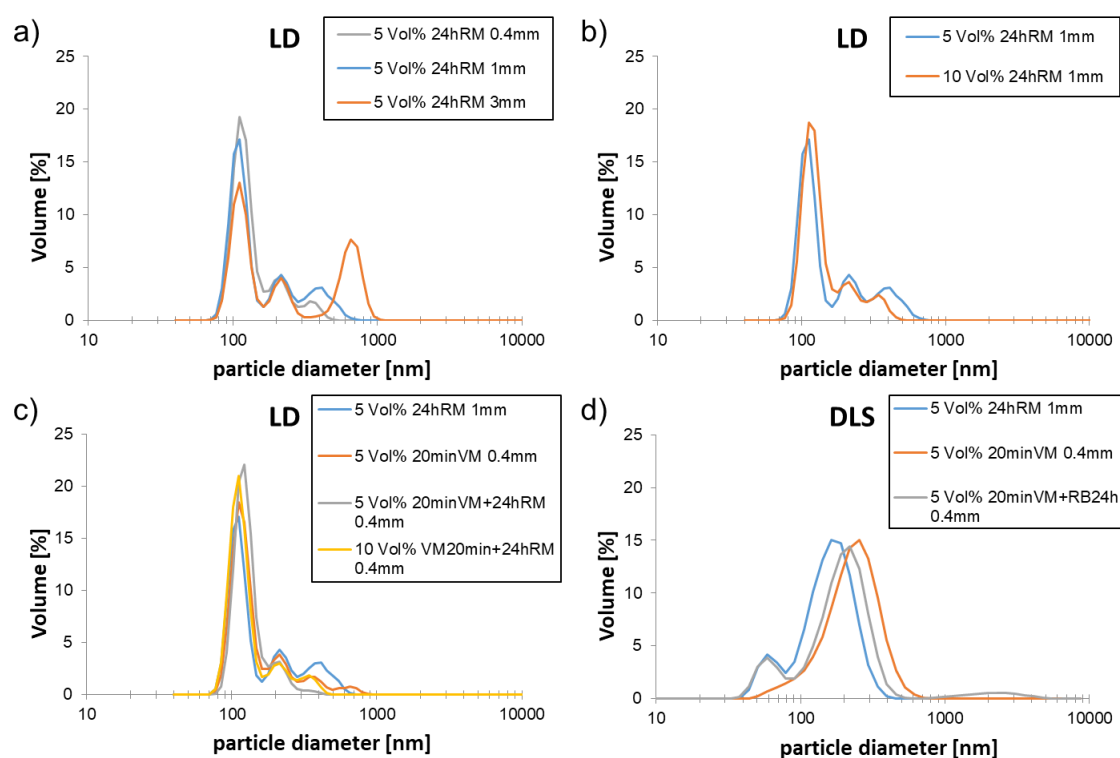 a)
LD
5 Vol% 24hRM 0.4mm
5 Vol% 24hRM 1mm
5 Vol% 24hRM 3mm
Volume [%]
25
20
15
10
5
0
10
100
1000
10000
particle diameter [nm]
b)
LD
5 Vol% 24hRM 1mm
10 Vol% 24hRM 1mm
Volume [%]
25
20
15
10
5
0
10
100
1000
10000
particle diameter [nm]
c)
LD
5 Vol% 24hRM 1mm
5 Vol% 20minVM 0.4mm
5 Vol% 20minVM+24hRM
0.4mm
10 Vol% VM20min+24hRM
0.4mm
Volume [%]
25
20
15
10
5
0
10
100
1000
10000
particle diameter [nm]
d)
DLS
5 Vol% 24hRM 1mm
5 Vol% 20minVM 0.4mm
5 Vol% 20minVM+RB24h
0.4mm
Volume [%]
25
20
15
10
5
0
10
100
1000
10000
particle diameter [nm]